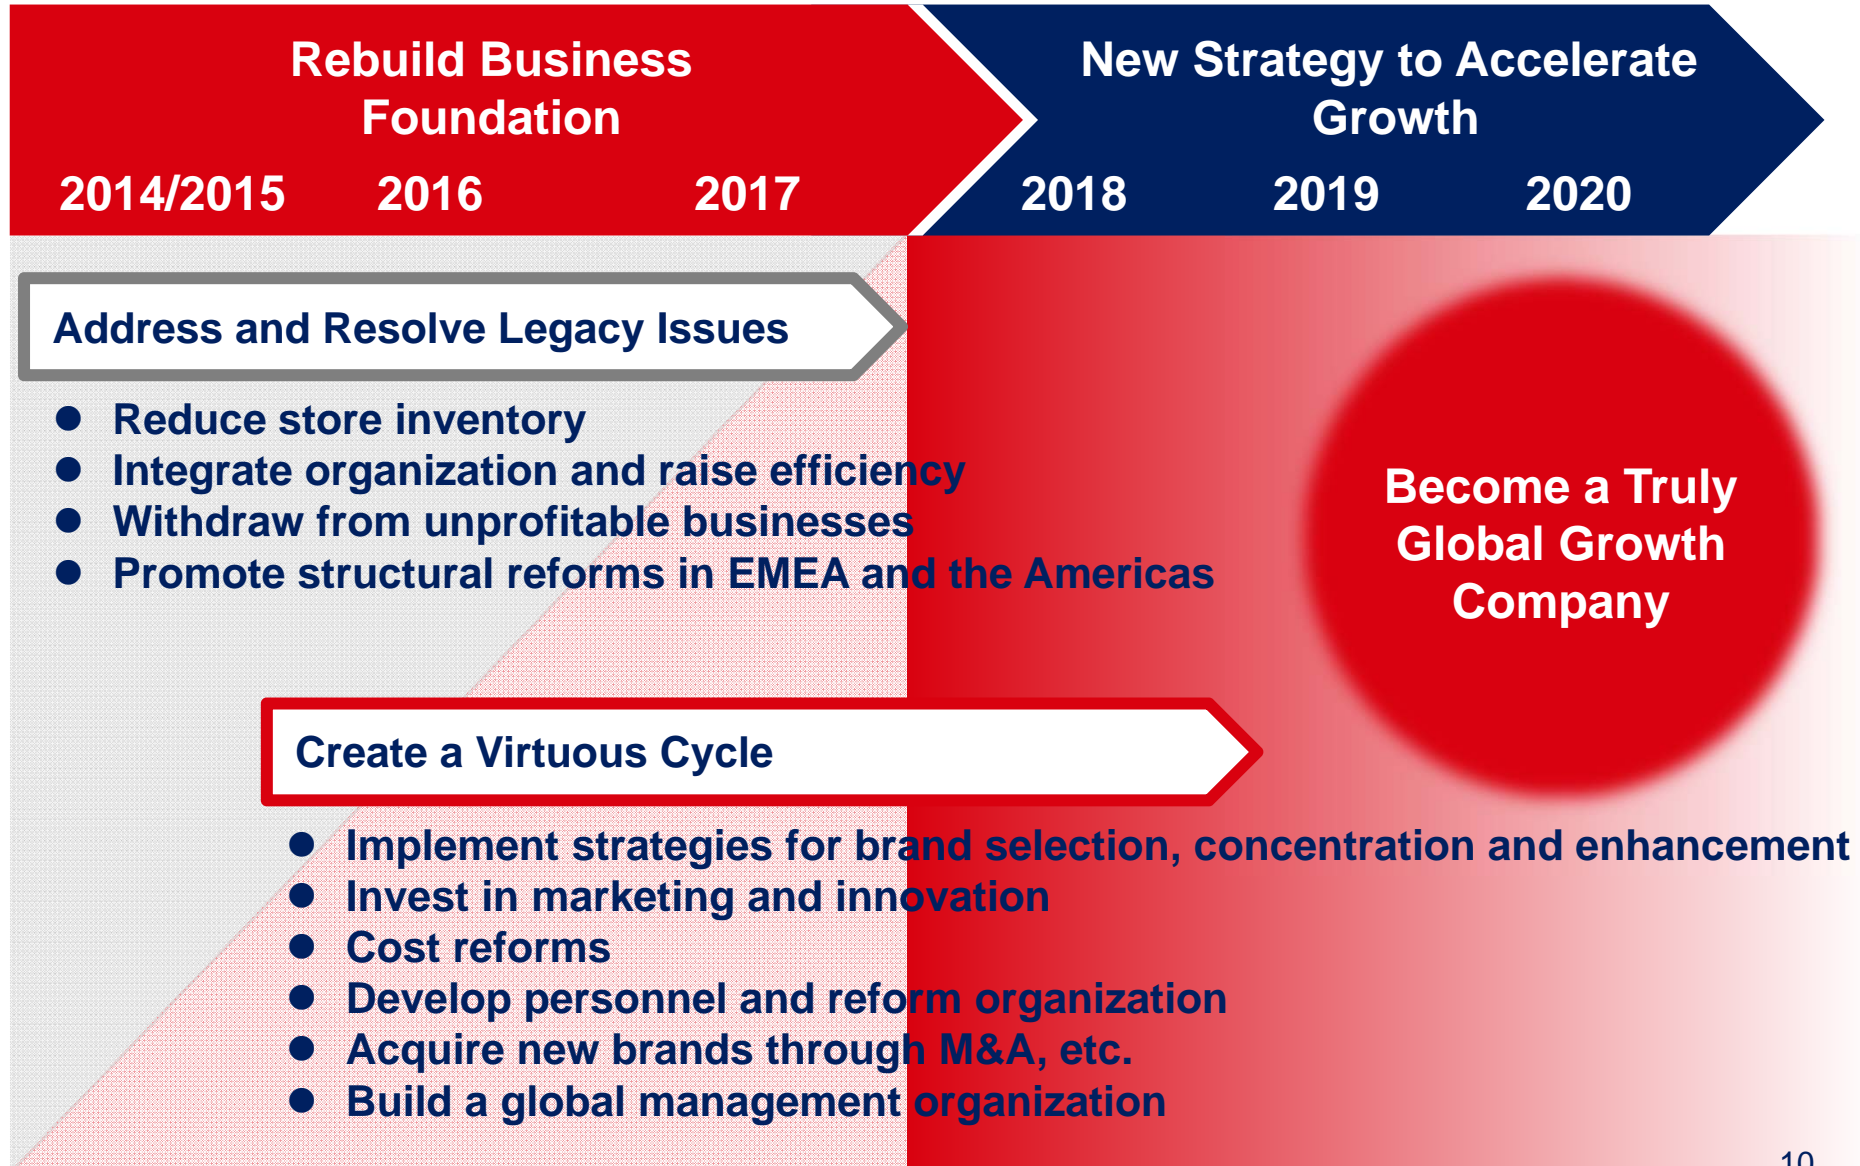 Rebuild Business
Foundation
2014/2015 2016 2017
New Strategy to Accelerate
Growth
2018 2019 2020
Address and Resolve Legacy Issues
● Reduce store inventory
● Integrate organization and raise efficiency
● Withdraw from unprofitable businesses
● Promote structural reforms in EMEA and the Americas
Become a Truly
Global Growth
Company
Create a Virtuous Cycle
● Implement strategies for brand selection, concentration and enhancement
● Invest in marketing and innovation
● Cost reforms
● Develop personnel and reform organization
● Acquire new brands through M&A, etc.
● Build a global management organization
10